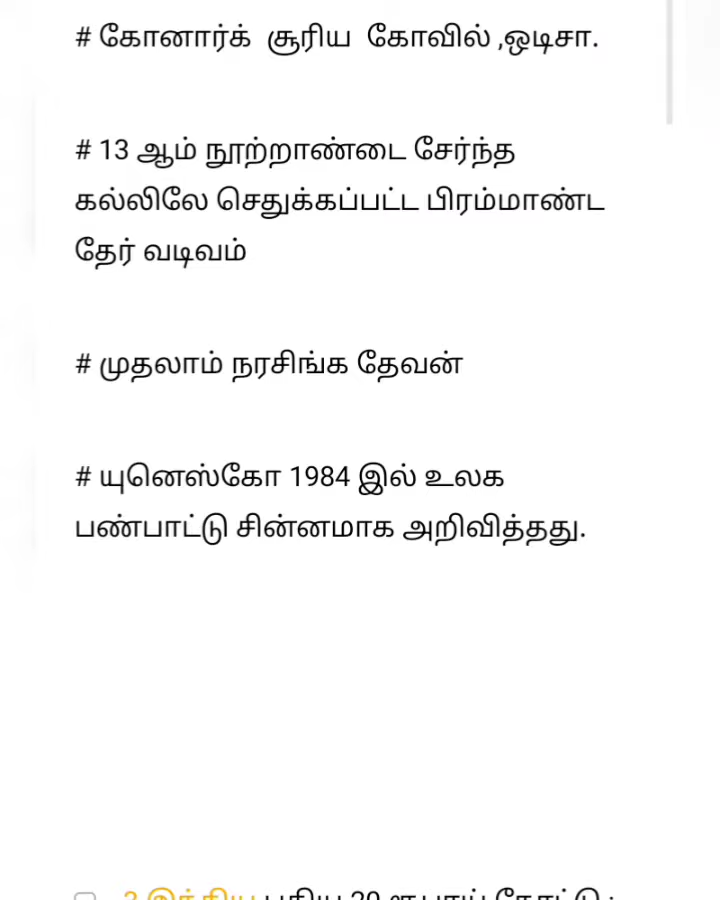 # கோனார்க் சூரிய கோவில் ,ஒடிசா.
# 13 ஆம் நூற்றாண்டை சேர்ந்த
கல்லிலே செதுக்கப்பட்ட பிரம்மாண்ட
தேர் வடிவம்
# முதலாம் நரசிங்க தேவன்
# யுனெஸ்கோ 1984 இல் உலக
பண்பாட்டு சின்னமாக அறிவித்தது.